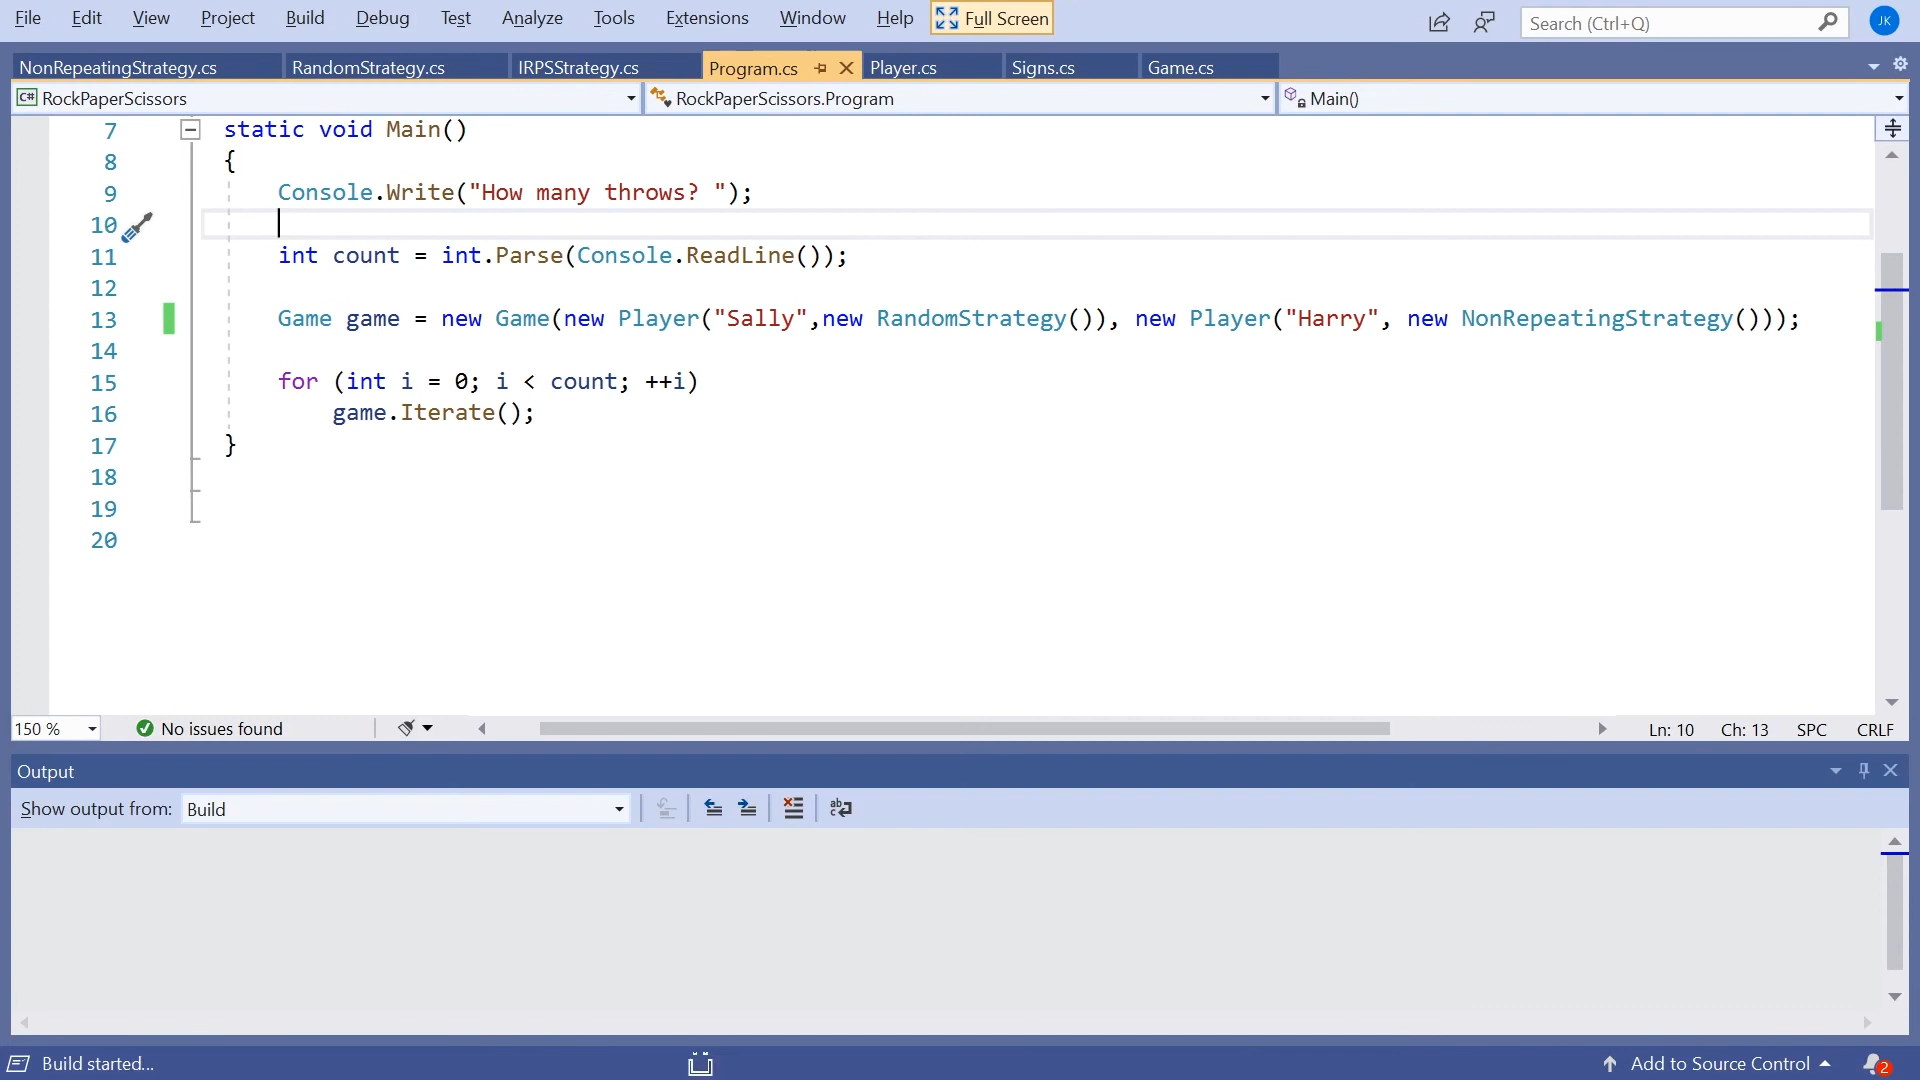 File Edit View Project Build Debug Test Analyze Tools Extensions Window Help Full Screen Search (Ctrl+Q) JK
NonRepeatingStrategy.cs RandomStrategy.cs IRPSStrategy.cs Program.cs Player.cs Signs.cs Game.cs
C# RockPaperScissors RockPaperScissors.Program Main()
7 static void Main()
8 {
9 Console.Write("How many throws? ");
10
11 int count = int.Parse(Console.ReadLine());
12
13 Game game = new Game(new Player("Sally",new RandomStrategy()), new Player("Harry", new NonRepeatingStrategy()));
14
15 for (int i = 0; i < count; ++i)
16 game.Iterate();
17 }
18
19
20
150 % No issues found Ln: 10 Ch: 13 SPC CRLF
Output
Show output from: Build
Build started... Add to Source Control 2